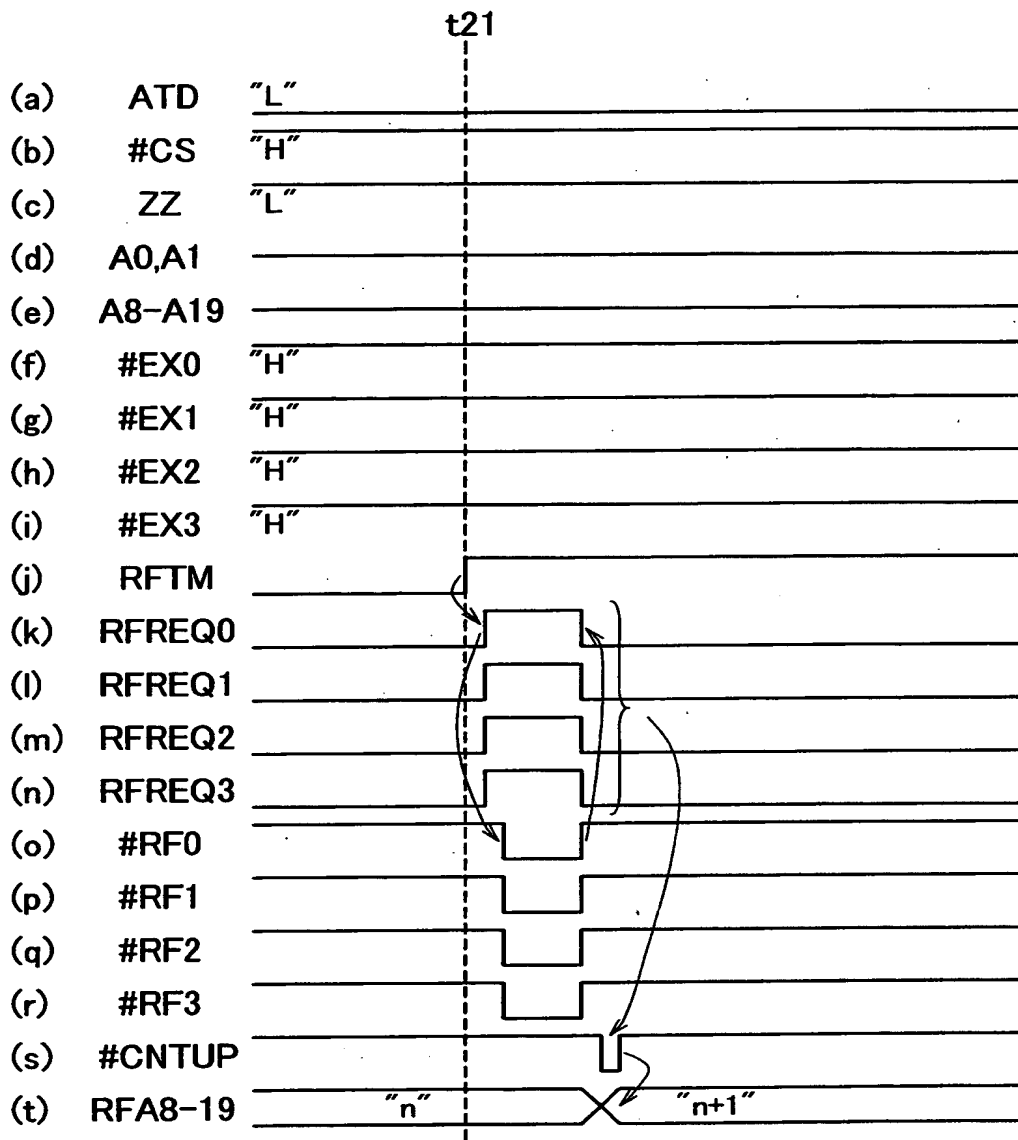 t21
(a) ATD "L"
(b) #CS "H"
(c) ZZ "L"
(d) A0,A1
(e) A8-A19
(f) #EX0 "H"
(g) #EX1 "H"
(h) #EX2 "H"
(i) #EX3 "H"
(j) RFTM
(k) RFREQ0
(l) RFREQ1
(m) RFREQ2
(n) RFREQ3
(o) #RF0
(p) #RF1
(q) #RF2
(r) #RF3
(s) #CNTUP
(t) RFA8-19 "n" "n+1"